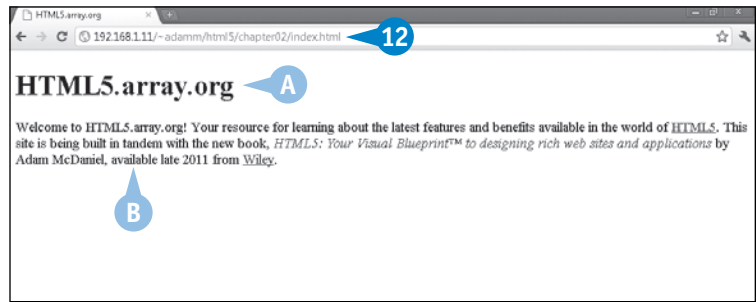 HTML5.array.org
192.168.1.11/~adamm/html5/chapter02/index.html
12
HTML5.array.org
A
Welcome to HTML5.array.org! Your resource for learning about the latest features and benefits available in the world of HTML5. This
site is being built in tandem with the new book, HTML5: Your Visual Blueprint™ to designing rich web sites and applications by
Adam McDaniel, available late 2011 from Wiley.
B